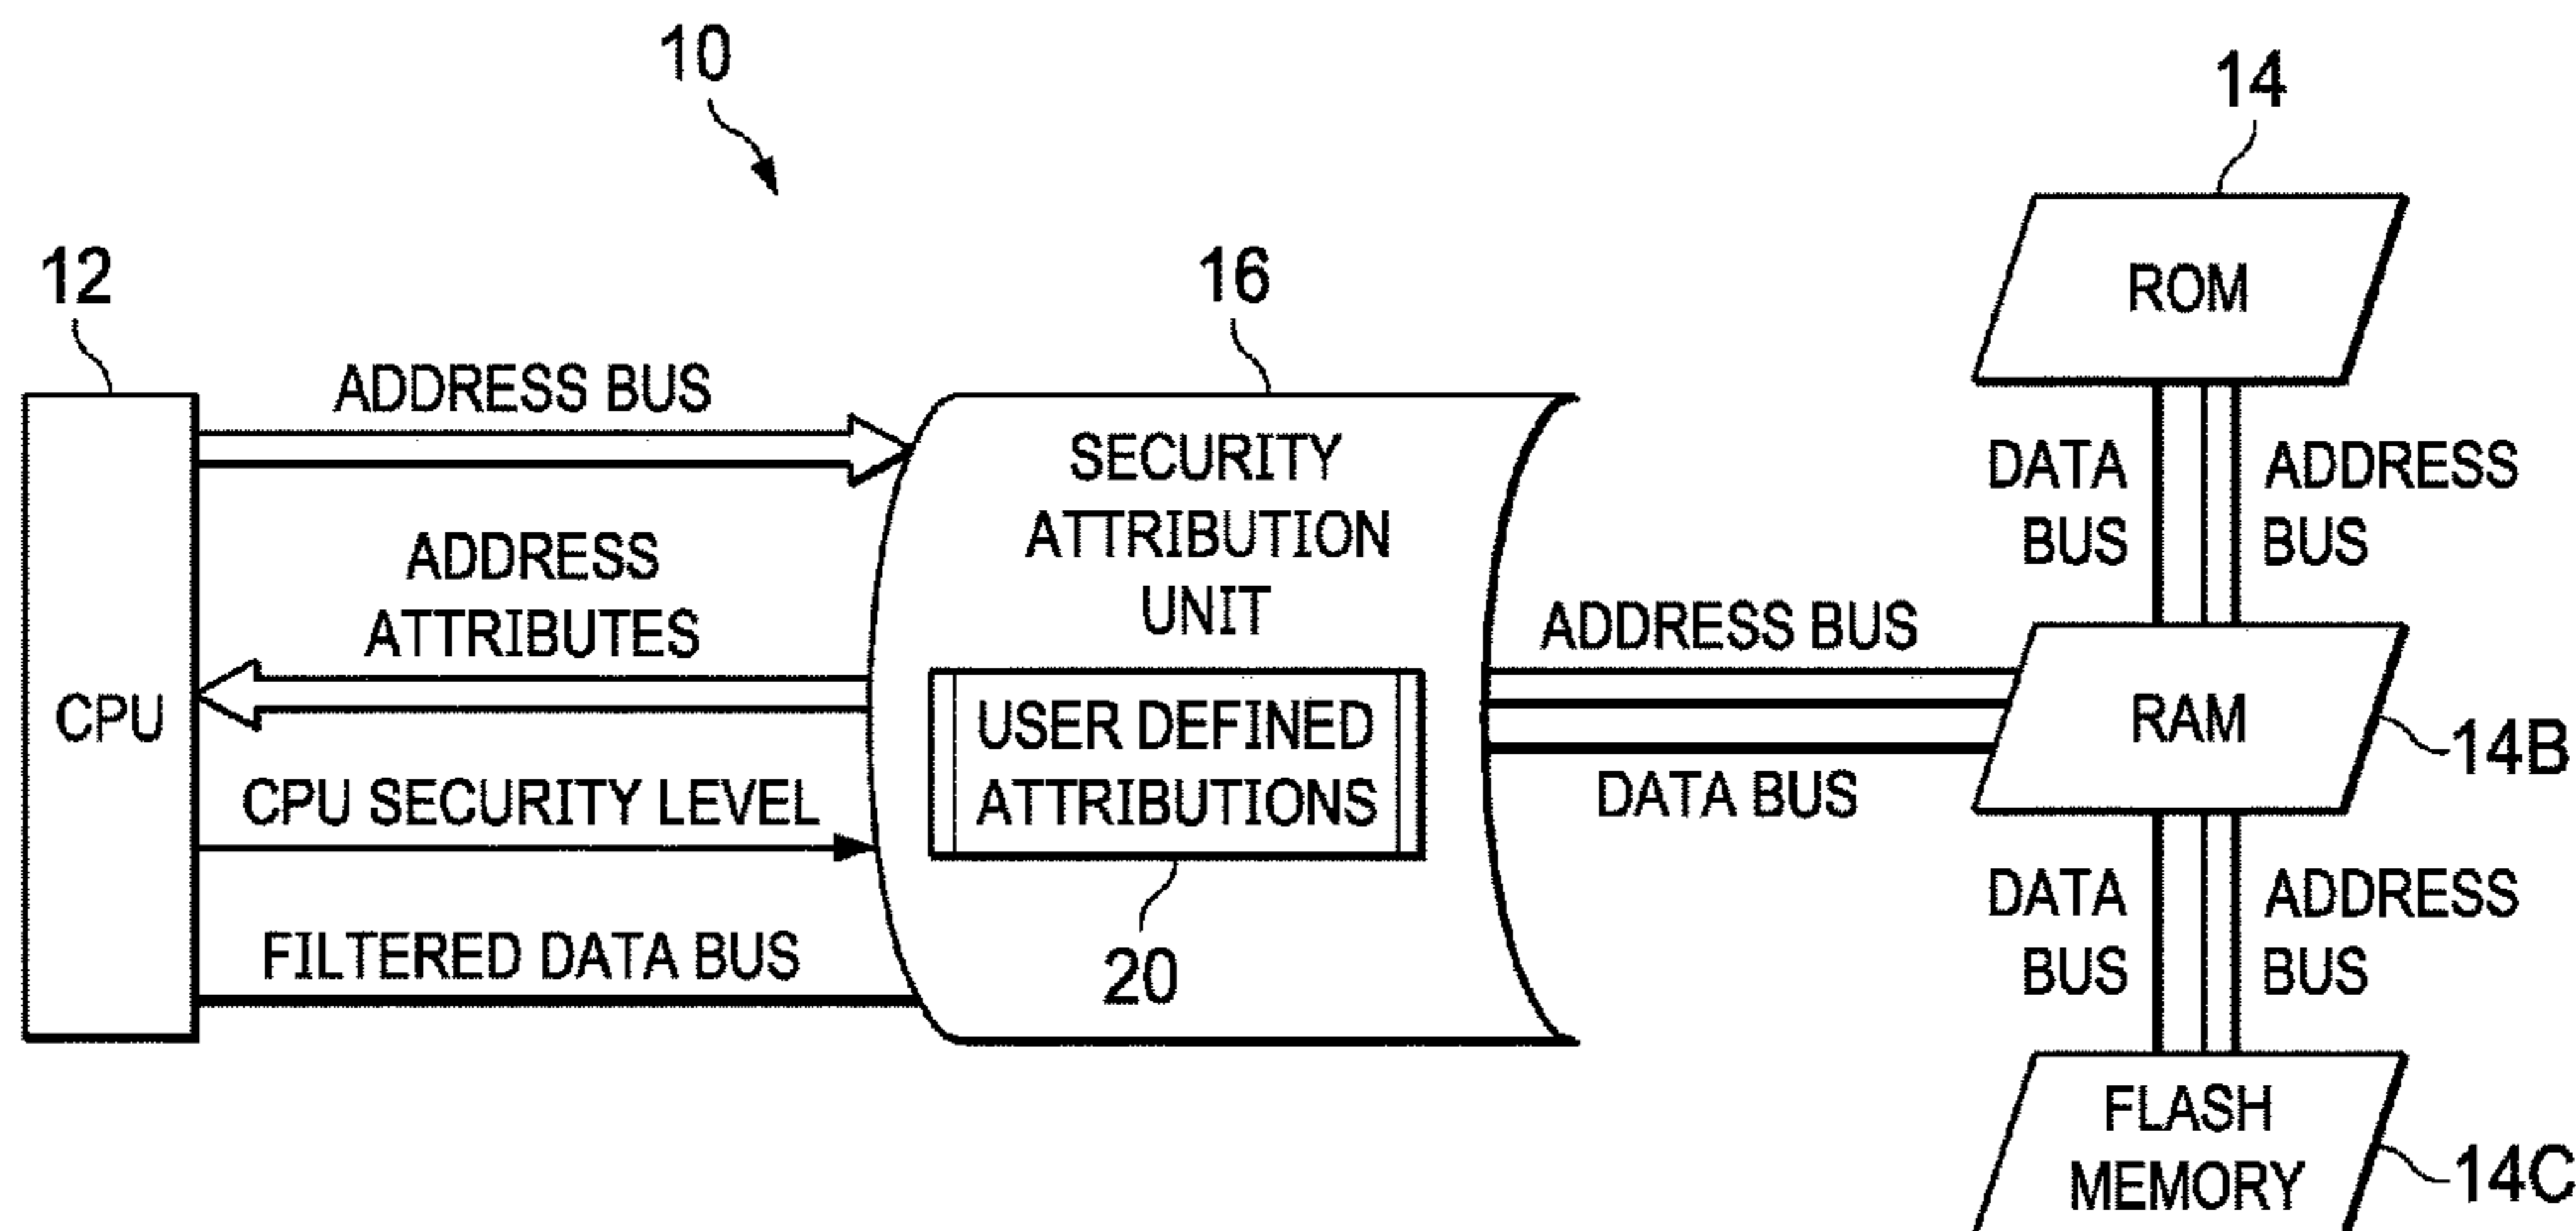 10
14
12
16
ROM
ADDRESS BUS
SECURITY
ATTRIBUTION
UNIT
DATA
BUS
ADDRESS
BUS
ADDRESS
ATTRIBUTES
ADDRESS BUS
CPU
USER DEFINED
ATTRIBUTIONS
RAM
14B
CPU SECURITY LEVEL
DATA BUS
DATA
BUS
ADDRESS
BUS
FILTERED DATA BUS
20
FLASH
MEMORY
14C